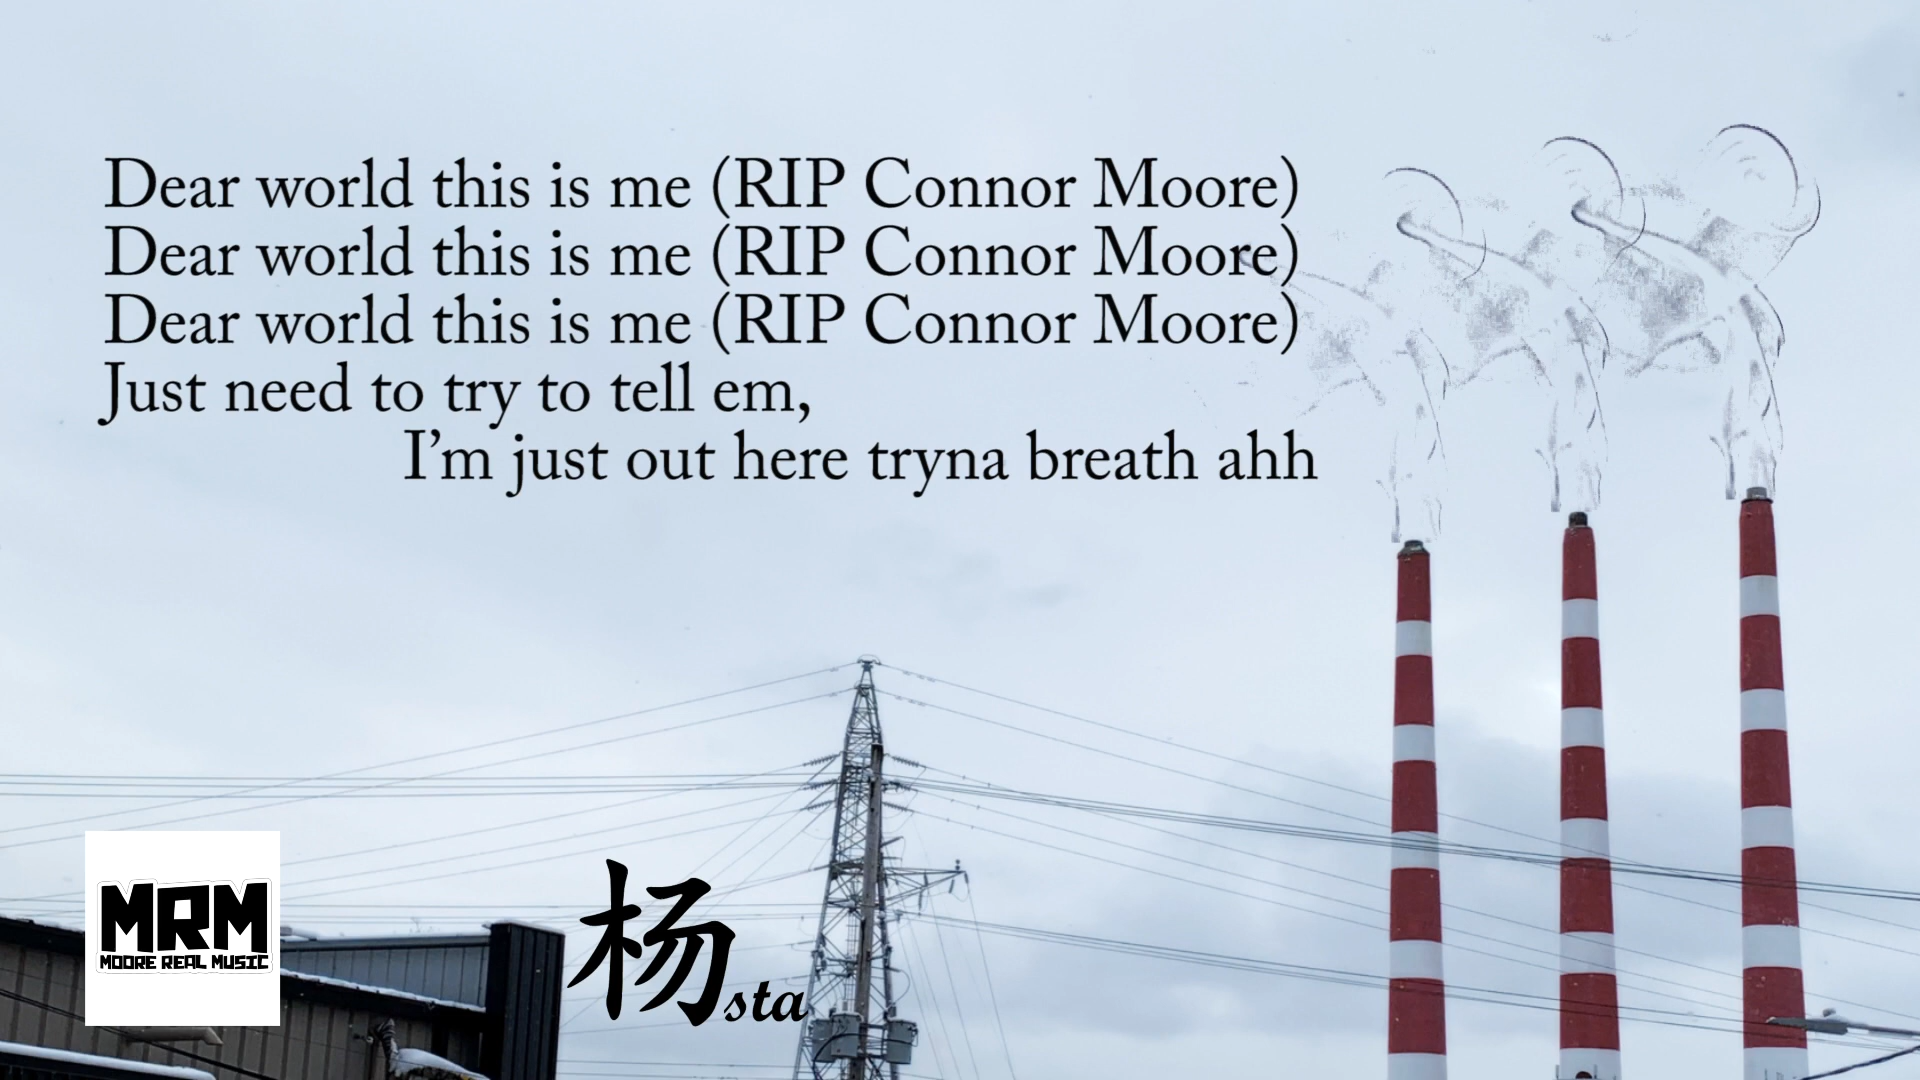 Dear world this is me (RIP Connor Moore)
Dear world this is me (RIP Connor Moore)
Dear world this is me (RIP Connor Moore)
Just need to try to tell em,
I'm just out here tryna breath ahh
MRM
MOORE REAL MUSIC
杨sta